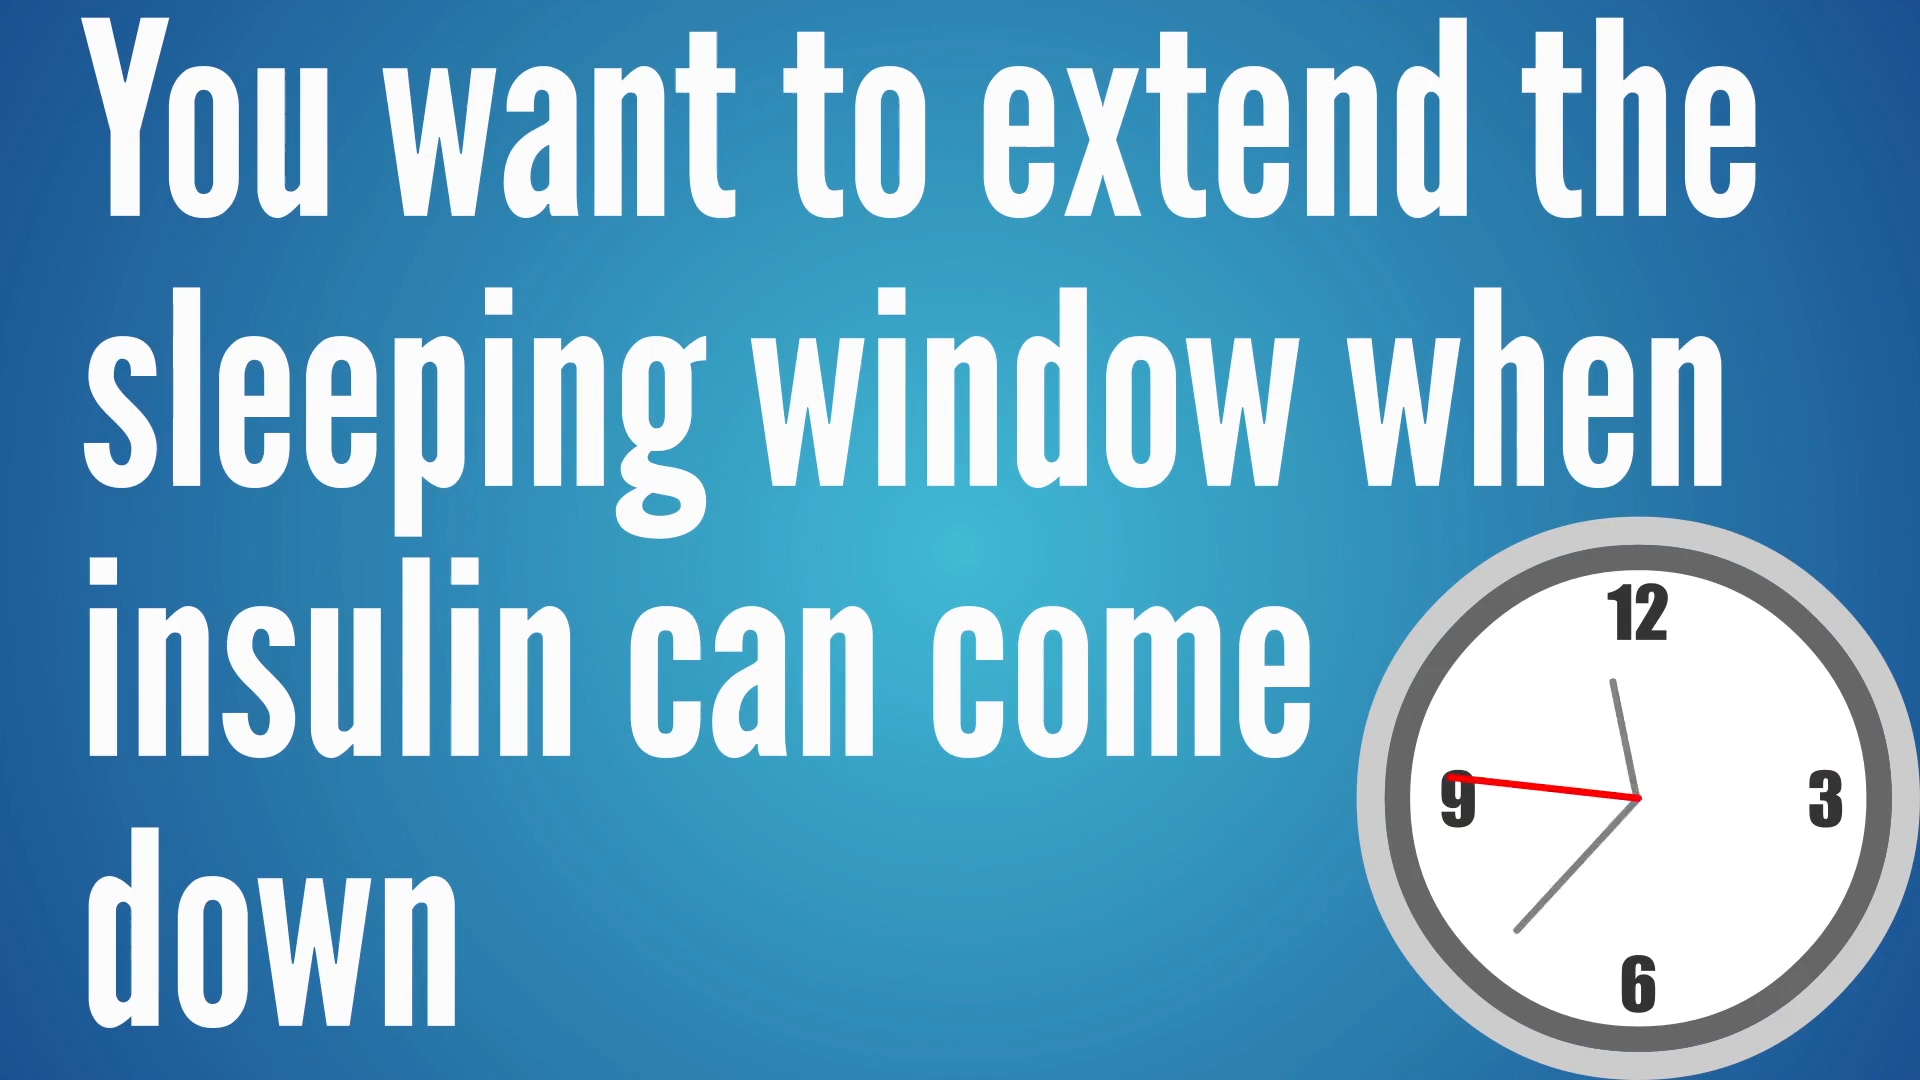 You want to extend the
sleeping window when
insulin can come
down
12
9
3
6